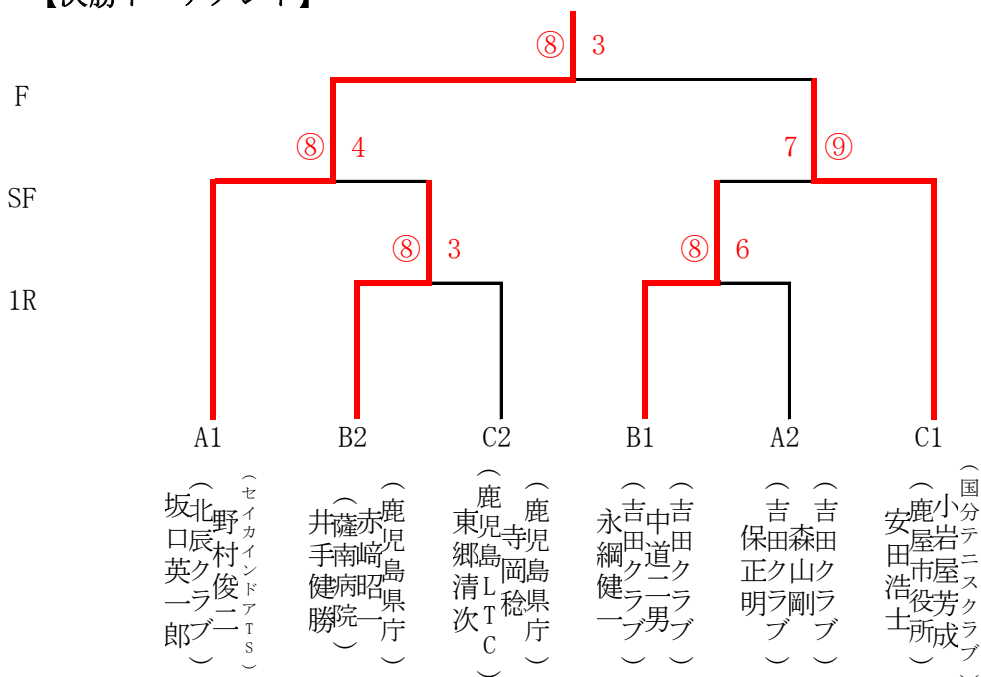 【決勝トーナメント】
⑧ 3
F
⑧ 4
7 ⑨
SF
⑧ 3
⑧ 6
1R
A1 B2 C2 B1 A2 C1
坂口英一郎
(北辰クラブ)
野村俊二
(セイカインドアTS)
井手健勝
(薩南病院)
赤﨑昭一
(鹿児島県庁)
東郷清次
(鹿児島LTC)
寺岡稔
(鹿児島県庁)
永綱健一
(吉田クラブ)
中道二男
(吉田クラブ)
保正明
(吉田クラブ)
森山剛
(吉田クラブ)
安田浩士
(鹿屋市役所)
小岩屋芳成
(国分テニスクラブ)